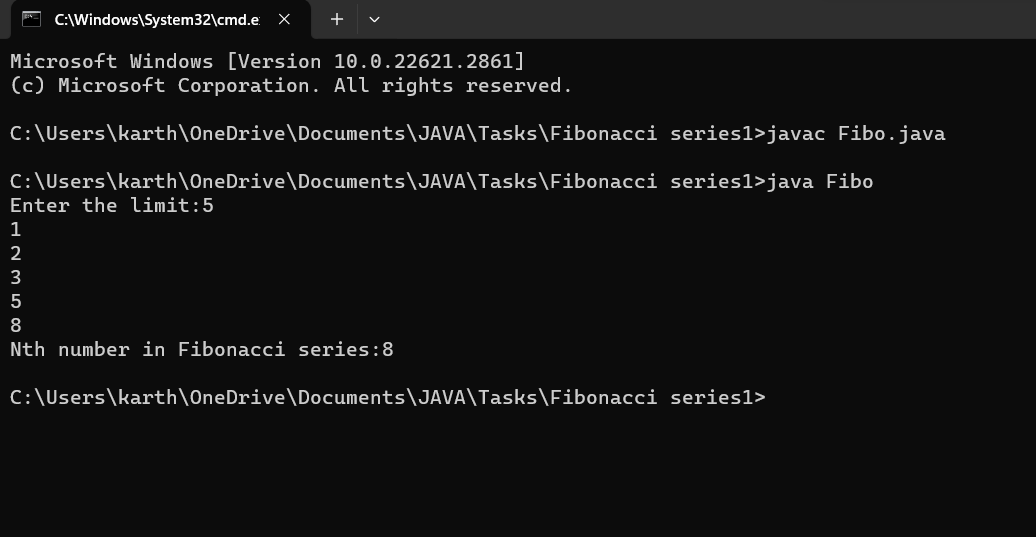 C:\Windows\System32\cmd.e
Microsoft Windows [Version 10.0.22621.2861]
(c) Microsoft Corporation. All rights reserved.
C:\Users\karth\OneDrive\Documents\JAVA\Tasks\Fibonacci series1>javac Fibo.java
C:\Users\karth\OneDrive\Documents\JAVA\Tasks\Fibonacci series1>java Fibo
Enter the limit:5
1
2
3
5
8
Nth number in Fibonacci series:8
C:\Users\karth\OneDrive\Documents\JAVA\Tasks\Fibonacci series1>